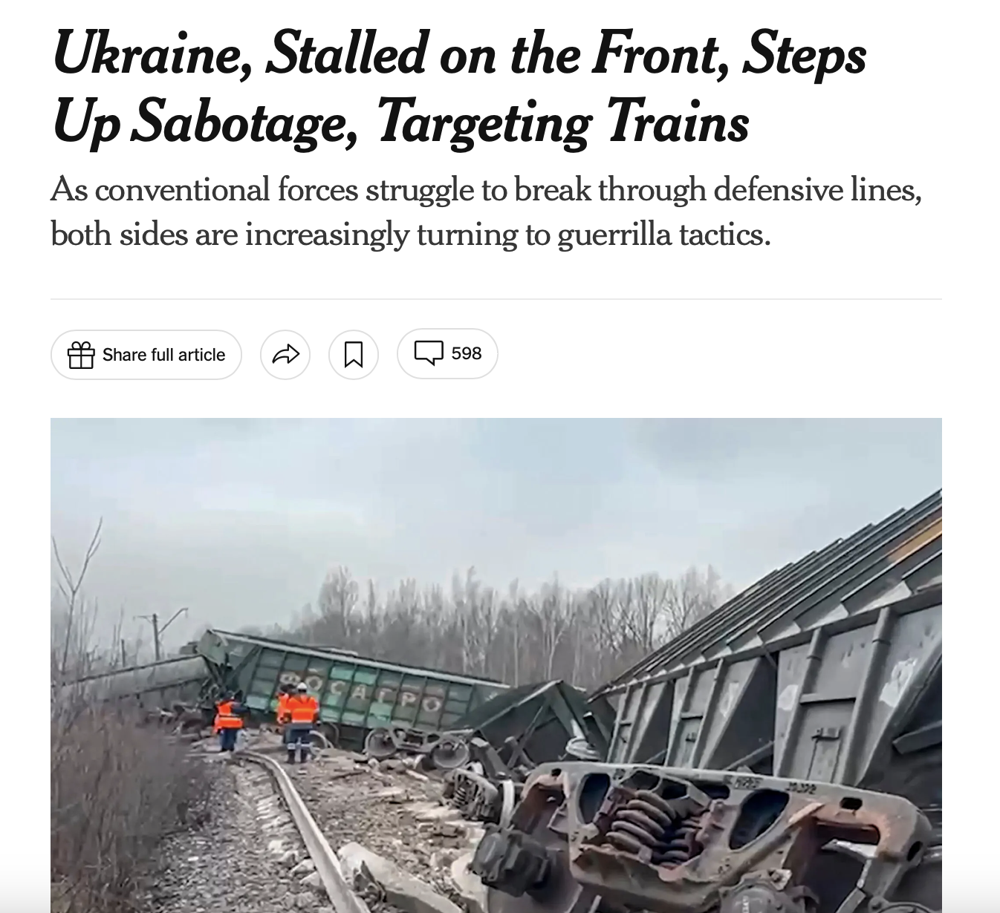 Ukraine, Stalled on the Front, Steps
Up Sabotage, Targeting Trains
As conventional forces struggle to break through defensive lines,
both sides are increasingly turning to guerrilla tactics.
Share full article
598
ФОСАГРО